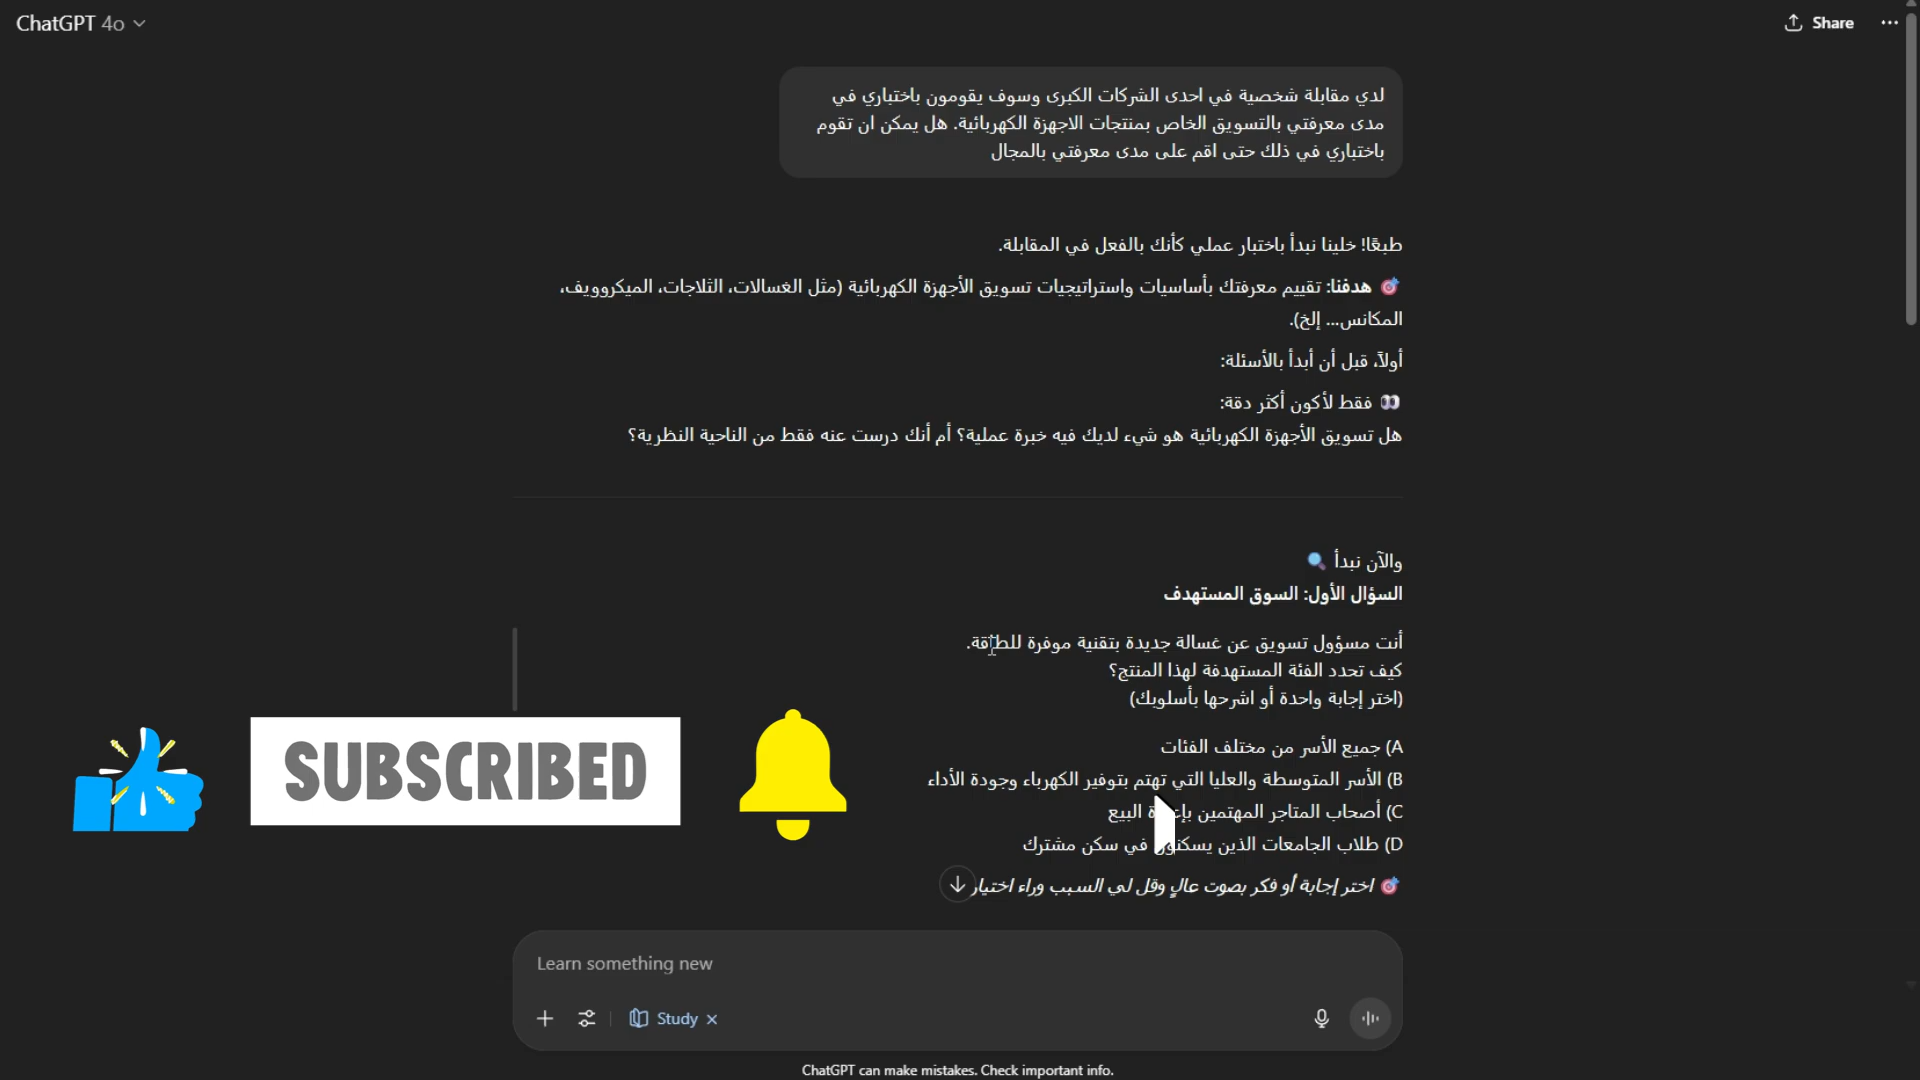 ChatGPT 4o
Share
لدي مقابلة شخصية في احدى الشركات الكبرى وسوف يقومون باختباري في
مدى معرفتي بالتسويق الخاص بمنتجات الاجهزة الكهربائية. هل يمكن ان تقوم
باختباري في ذلك حتى اقم على مدى معرفتي بالمجال
طبعًا! خلينا نبدأ باختبار عملي كأنك بالفعل في المقابلة.
🎯 هدفنا: تقييم معرفتك بأساسيات واستراتيجيات تسويق الأجهزة الكهربائية (مثل الغسالات، الثلاجات، الميكروويف،
المكانس... إلخ).
أولاً، قبل أن أبدأ بالأسئلة:
👀 فقط لأكون أكثر دقة:
هل تسويق الأجهزة الكهربائية هو شيء لديك فيه خبرة عملية؟ أم أنك درست عنه فقط من الناحية النظرية؟
والآن نبدأ 🔍
السؤال الأول: السوق المستهدف
أنت مسؤول تسويق عن غسالة جديدة بتقنية موفرة للطاقة.
كيف تحدد الفئة المستهدفة لهذا المنتج؟
(اختر إجابة واحدة أو اشرحها بأسلوبك)
A) جميع الأسر من مختلف الفئات
B) الأسر المتوسطة والعليا التي تهتم بتوفير الكهرباء وجودة الأداء
C) أصحاب المتاجر المهتمين بإعادة البيع
D) طلاب الجامعات الذين يسكنون في سكن مشترك
🎯 اختر إجابة أو فكر بصوت عالٍ وقل لي السبب وراء
SUBSCRIBED
Learn something new
Study
ChatGPT can make mistakes. Check important info.